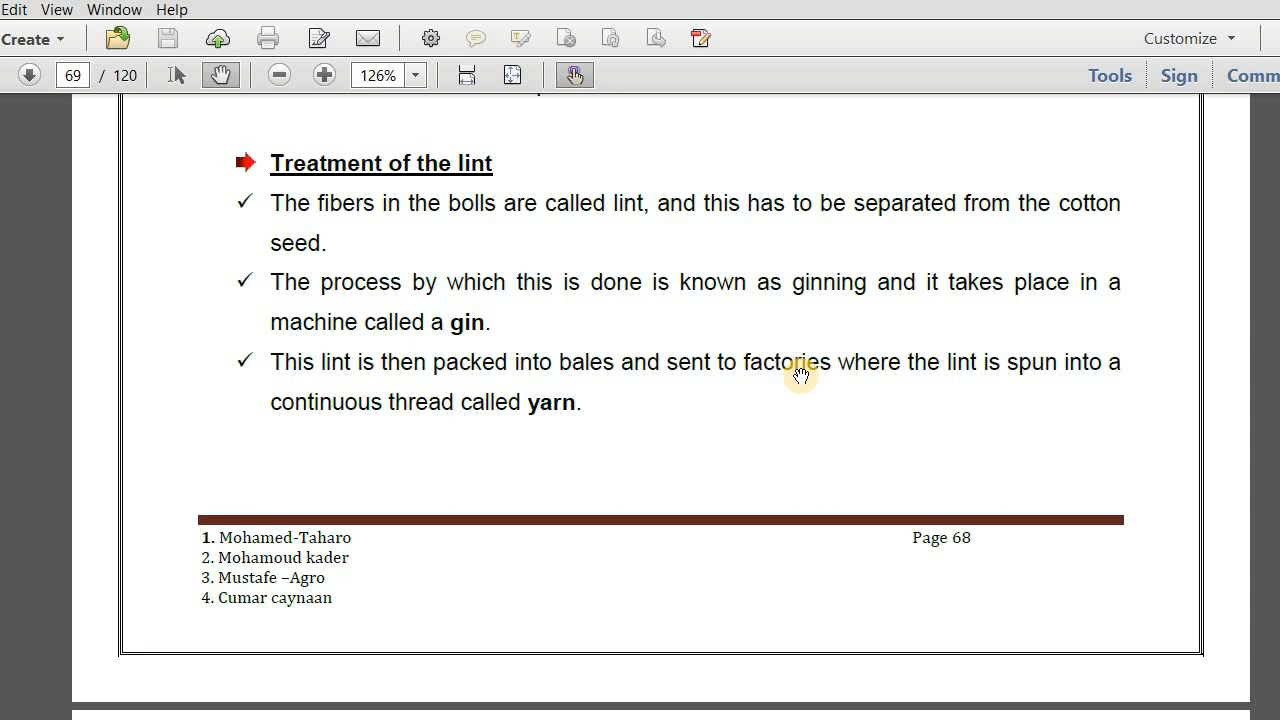 Edit View Window Help
Create Customize
69 / 120 126% Tools Sign Comm
Treatment of the lint
✓ The fibers in the bolls are called lint, and this has to be separated from the cotton
seed.
✓ The process by which this is done is known as ginning and it takes place in a
machine called a gin.
✓ This lint is then packed into bales and sent to factories where the lint is spun into a
continuous thread called yarn.
1. Mohamed-Taharo Page 68
2. Mohamoud kader
3. Mustafe –Agro
4. Cumar caynaan